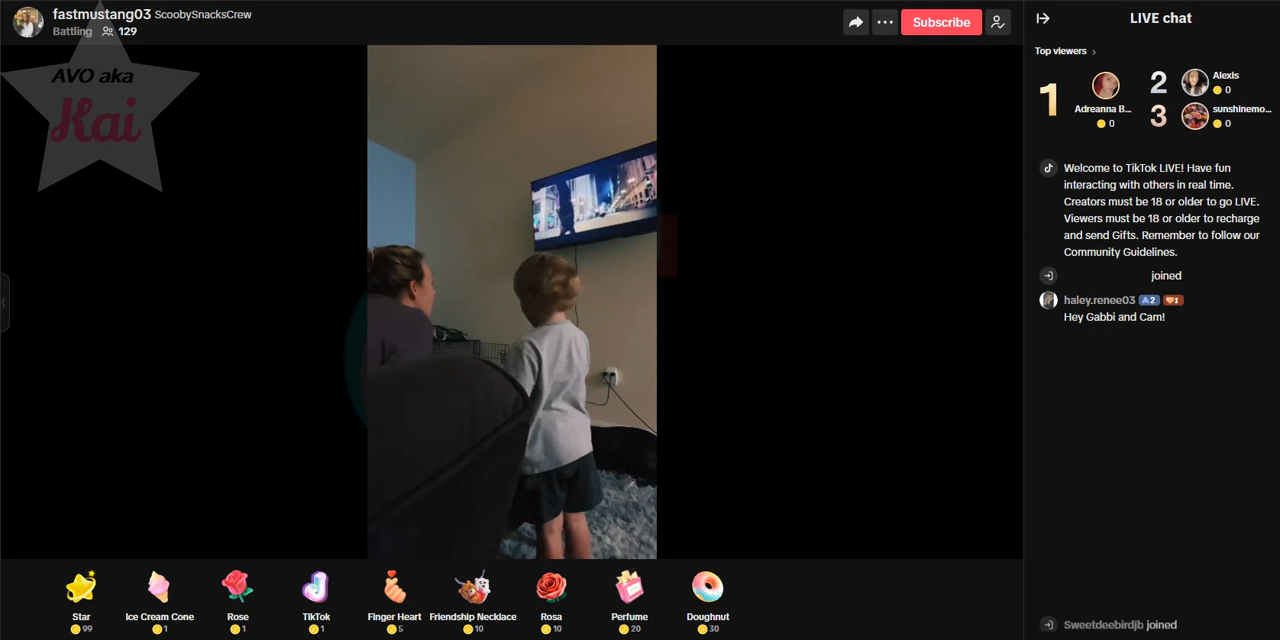 fastmustang03 ScoobySnacksCrew
Battling 129
Subscribe
AVO aka
Kai
LIVE chat
Top viewers
1
Adreanna B...
0
2
Alexis
0
3
sunshinemo...
0
Welcome to TikTok LIVE! Have fun
interacting with others in real time.
Creators must be 18 or older to go LIVE.
Viewers must be 18 or older to recharge
and send Gifts. Remember to follow our
Community Guidelines.
joined
haley.renee03 2 I
Hey Gabbi and Cam!
Sweetdeebirdjb joined
Star
99
Ice Cream Cone
1
Rose
1
TikTok
1
Finger Heart
5
Friendship Necklace
10
Rosa
10
Perfume
20
Doughnut
30